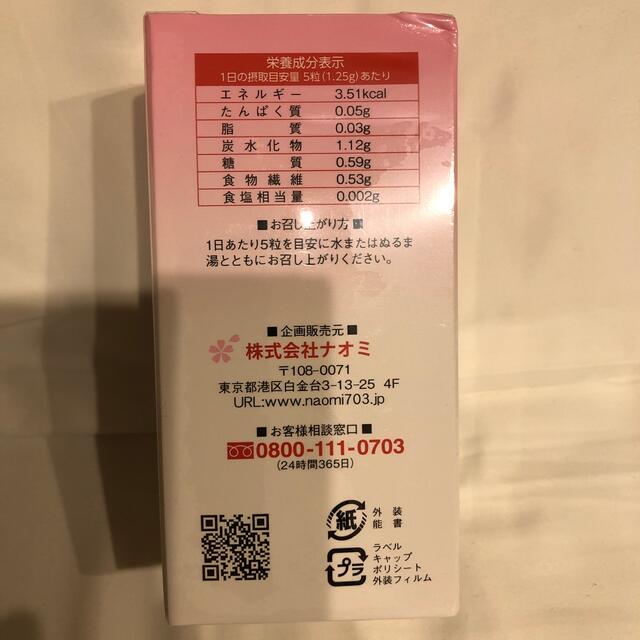 栄養成分表示
1日の摂取目安量 5粒(1.25g)あたり
エネルギー 3.51kcal
たんぱく質 0.05g
脂質 0.03g
炭水化物 1.12g
糖質 0.59g
食物繊維 0.53g
食塩相当量 0.002g
■お召し上がり方■
1日あたり5粒を目安に水またはぬるま
湯とともにお召し上がりください。
■企画販売元■
株式会社ナオミ
〒108-0071
東京都港区白金台3-13-25 4F
URL:www.naomi703.jp
■お客様相談窓口■
0800-111-0703
(24時間365日)
紙 外装
能書
プラ ラベル
キャップ
ポリシート
外装フィルム